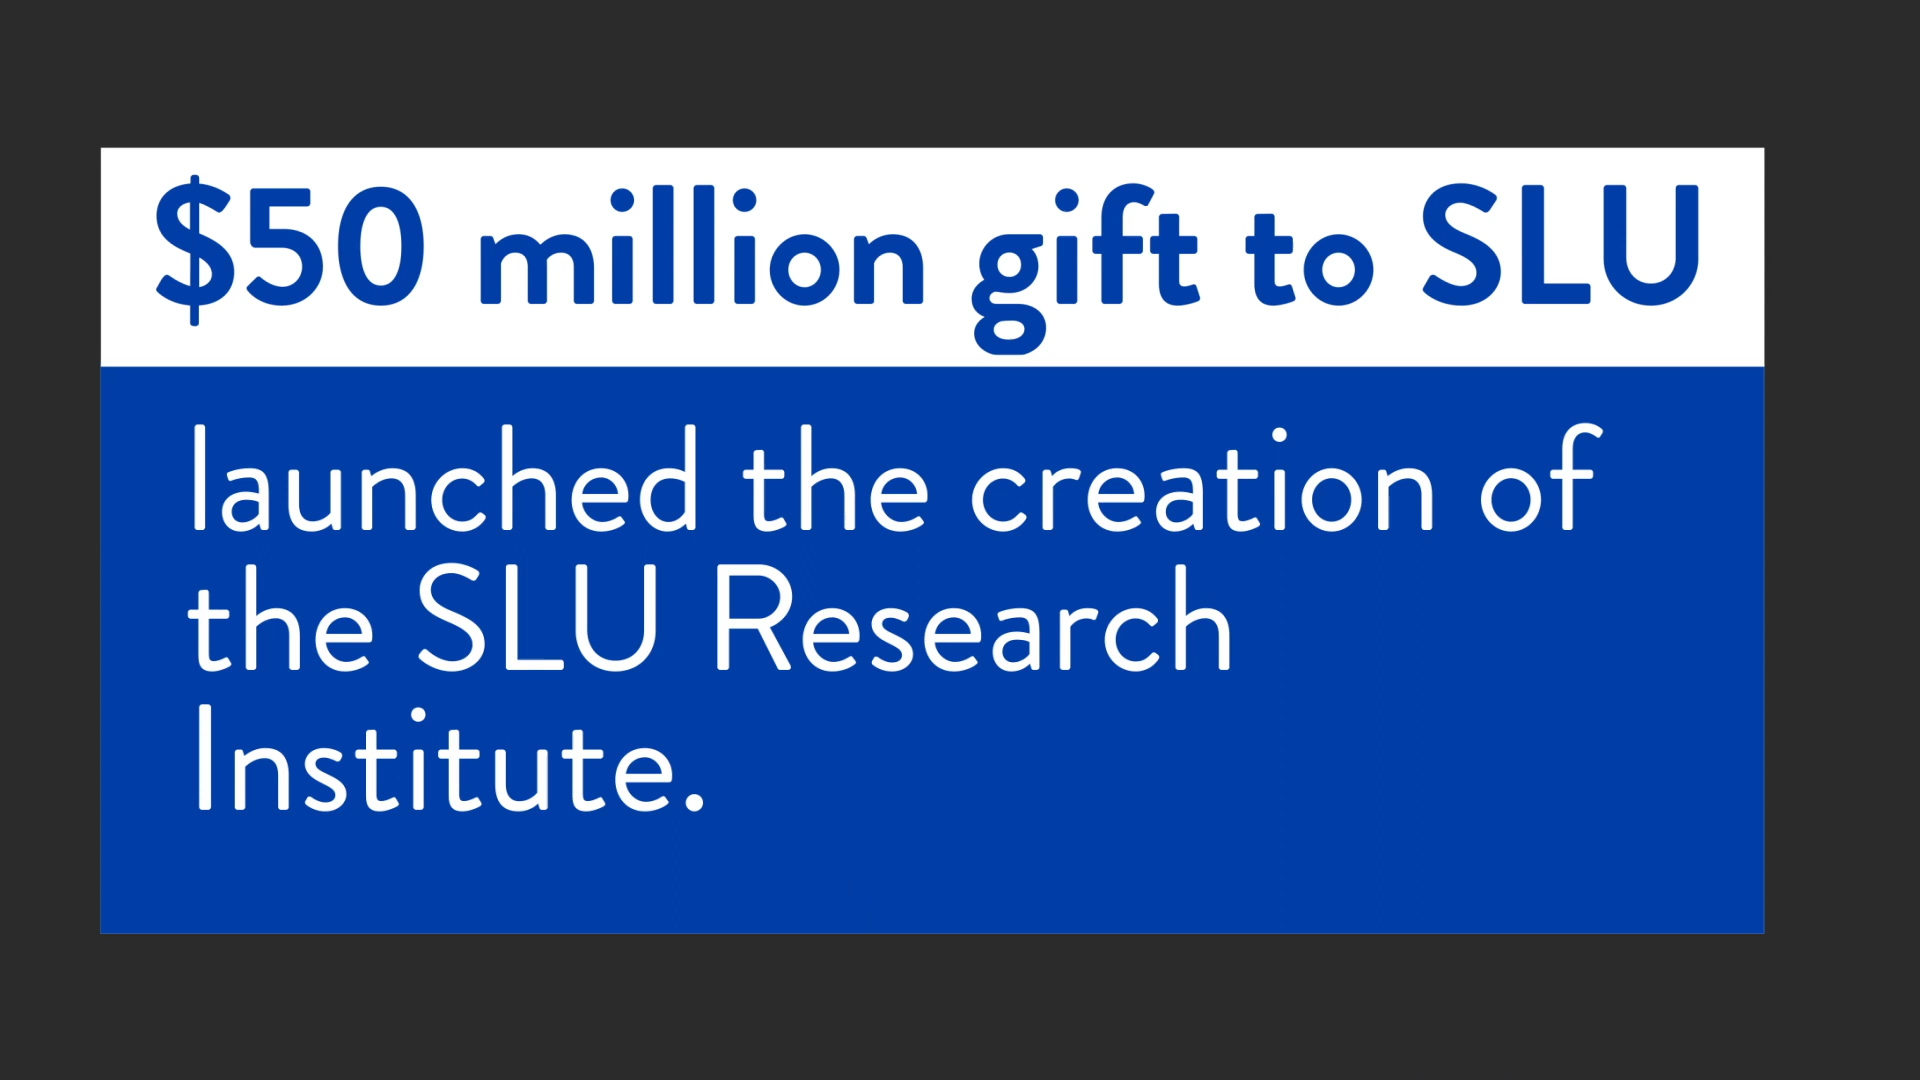 $50 million gift to SLU
launched the creation of
the SLU Research
Institute.